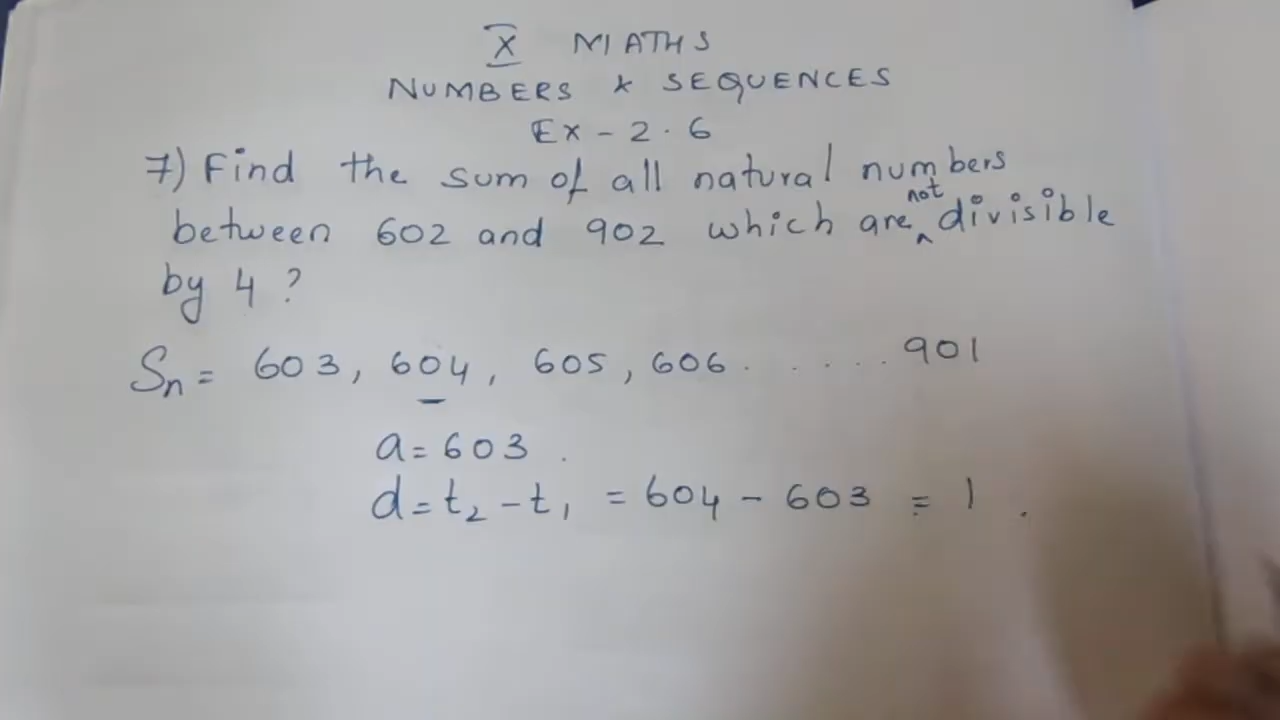 X MATHS
NUMBERS & SEQUENCES
EX - 2.6
7) Find the sum of all natural numbers
between 602 and 902 which are not divisible
by 4 ?
Sn = 603, 604, 605, 606 . . . . . . 901
a = 603 .
d = t₂ - t₁ = 604 - 603 = 1 .